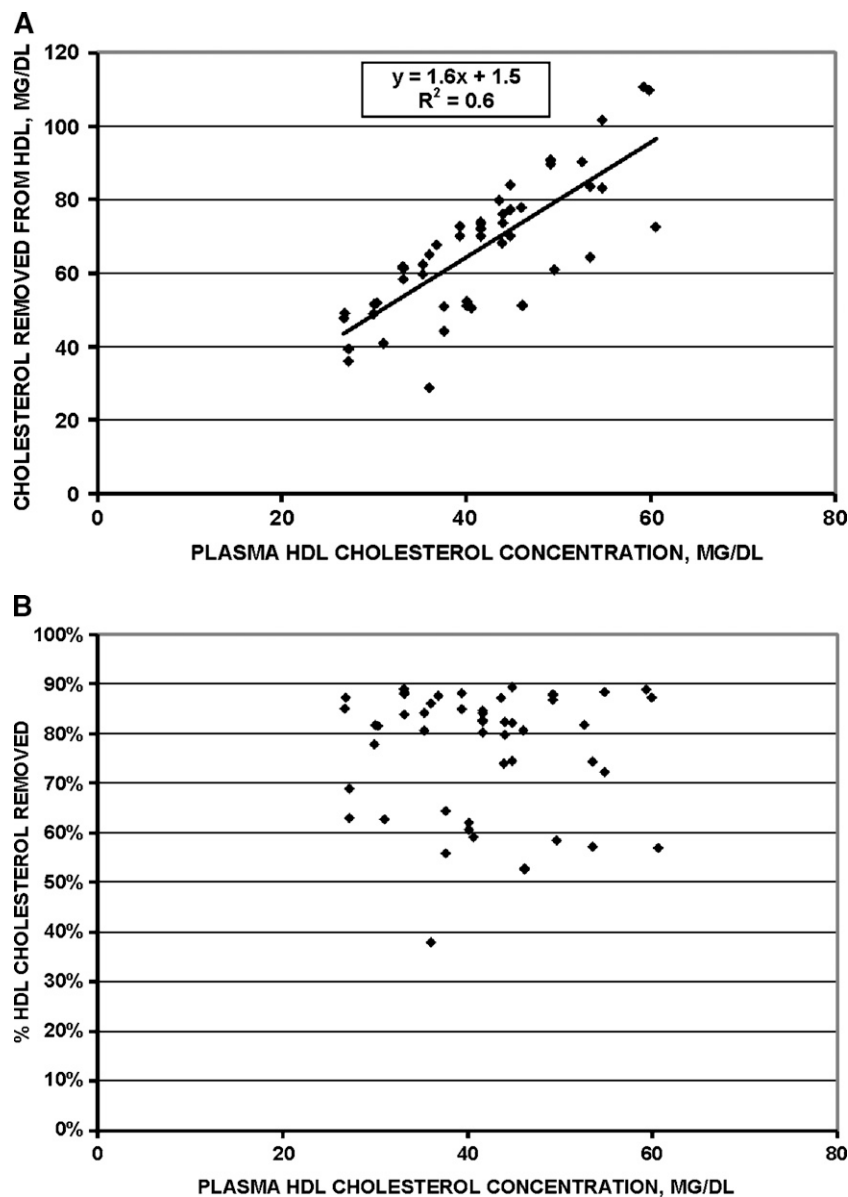 A
CHOLESTEROL REMOVED FROM HDL, MG/DL
120
100
80
60
40
20
0
y = 1.6x + 1.5
R² = 0.6
0 20 40 60 80
PLASMA HDL CHOLESTEROL CONCENTRATION, MG/DL
B
% HDL CHOLESTEROL REMOVED
100%
90%
80%
70%
60%
50%
40%
30%
20%
10%
0%
0 20 40 60 80
PLASMA HDL CHOLESTEROL CONCENTRATION, MG/DL